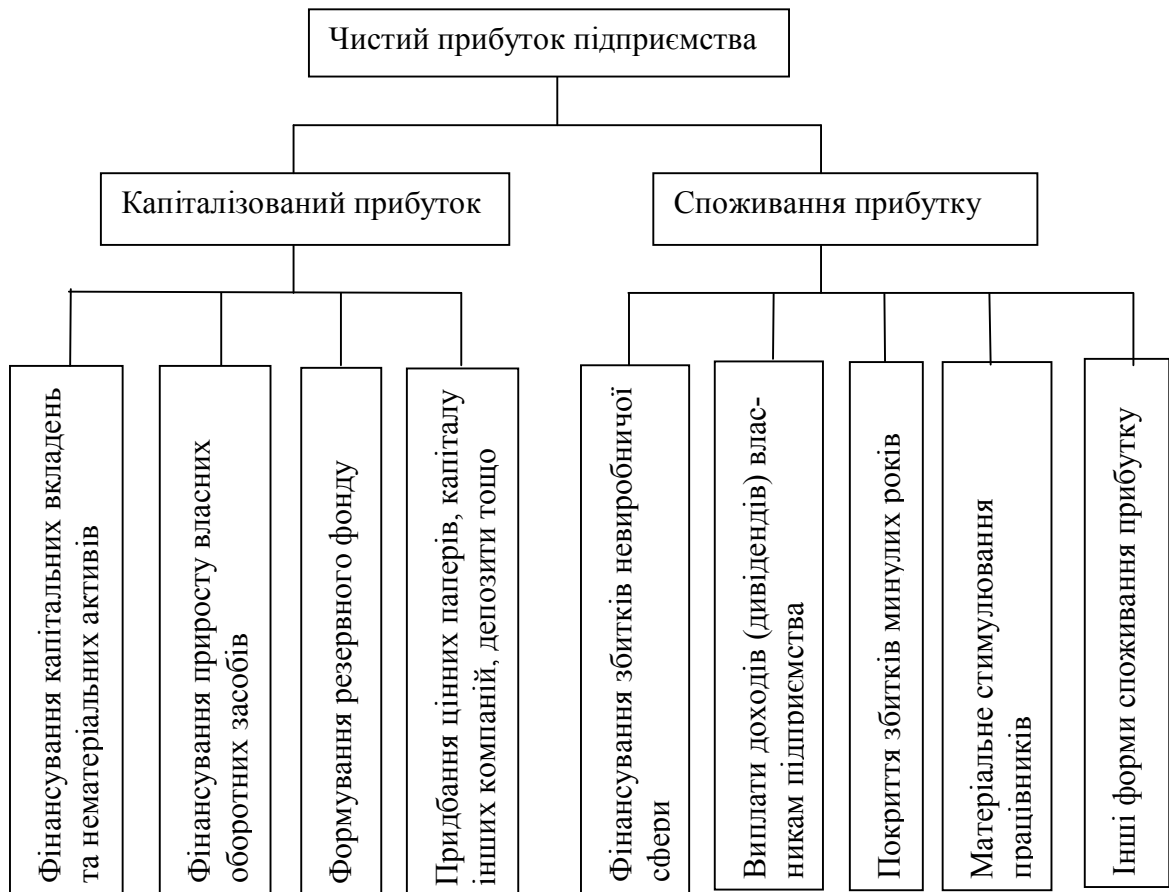 Чистий прибуток підприємства
Капіталізований прибуток
Споживання прибутку
Фінансування капітальних вкладень
та нематеріальних активів
Фінансування приросту власних
оборотних засобів
Формування резервного фонду
Придбання цінних паперів, капіталу
інших компаній, депозити тощо
Фінансування збитків невиробничої
сфери
Виплати доходів (дивідендів) влас-
никам підприємства
Покриття збитків минулих років
Матеріальне стимулювання
працівників
Інші форми споживання прибутку